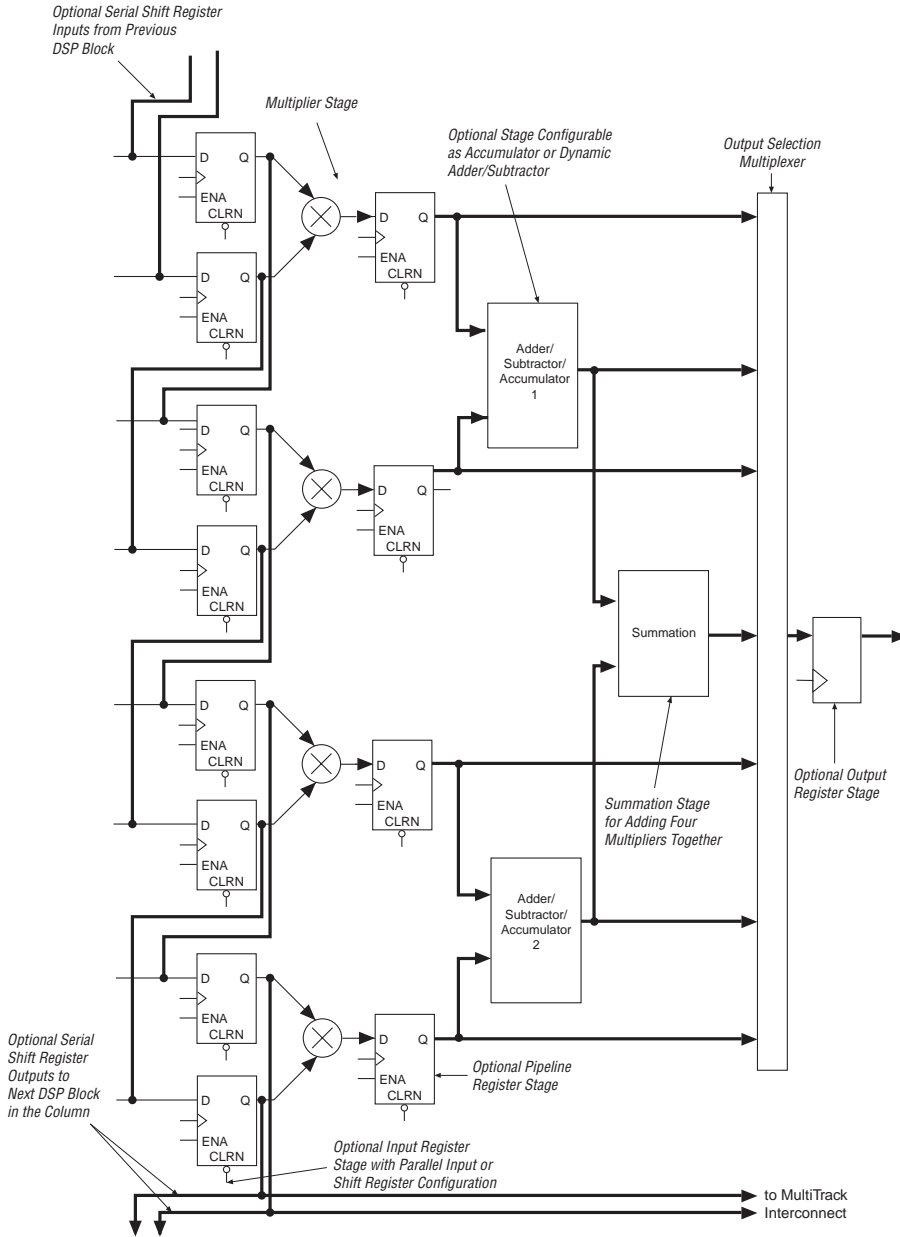 Optional Serial Shift Register
Inputs from Previous
DSP Block
Multiplier Stage
Optional Stage Configurable
as Accumulator or Dynamic
Adder/Subtractor
Output Selection
Multiplexer
D Q
ENA
CLRN
D Q
ENA
CLRN
D Q
ENA
CLRN
Adder/
Subtractor/
Accumulator
1
D Q
ENA
CLRN
D Q
ENA
CLRN
D Q
ENA
CLRN
Summation
D Q
ENA
CLRN
D Q
ENA
CLRN
D Q
ENA
CLRN
Summation Stage
for Adding Four
Multipliers Together
Optional Output
Register Stage
Adder/
Subtractor/
Accumulator
2
D Q
ENA
CLRN
D Q
ENA
CLRN
D Q
ENA
CLRN
Optional Pipeline
Register Stage
Optional Serial
Shift Register
Outputs to
Next DSP Block
in the Column
Optional Input Register
Stage with Parallel Input or
Shift Register Configuration
to MultiTrack
Interconnect